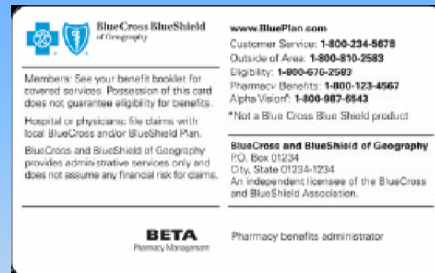 BlueCross BlueShield
of Geography
Members: See your benefit booklet for
covered services. Possession of this card
does not guarantee eligibility for benefits.
Hospital or physicians: file claims with
local BlueCross and/or BlueShield Plan.
BlueCross and BlueShield of Geography
provides administrative services only and
does not assume any financial risk for claims.
BETA
Pharmacy Management
www.BluePlan.com
Customer Service: 1-800-234-5678
Outside of Area: 1-800-810-2583
Eligibility: 1-800-676-2583
Pharmacy Benefits: 1-800-123-4567
Alpha Vision*: 1-800-987-6543
*Not a Blue Cross Blue Shield product
BlueCross and BlueShield of Geography
P.O. Box 01234
City, State 01234-1234
An independent licensee of the BlueCross
and BlueShield Association.
Pharmacy benefits administrator